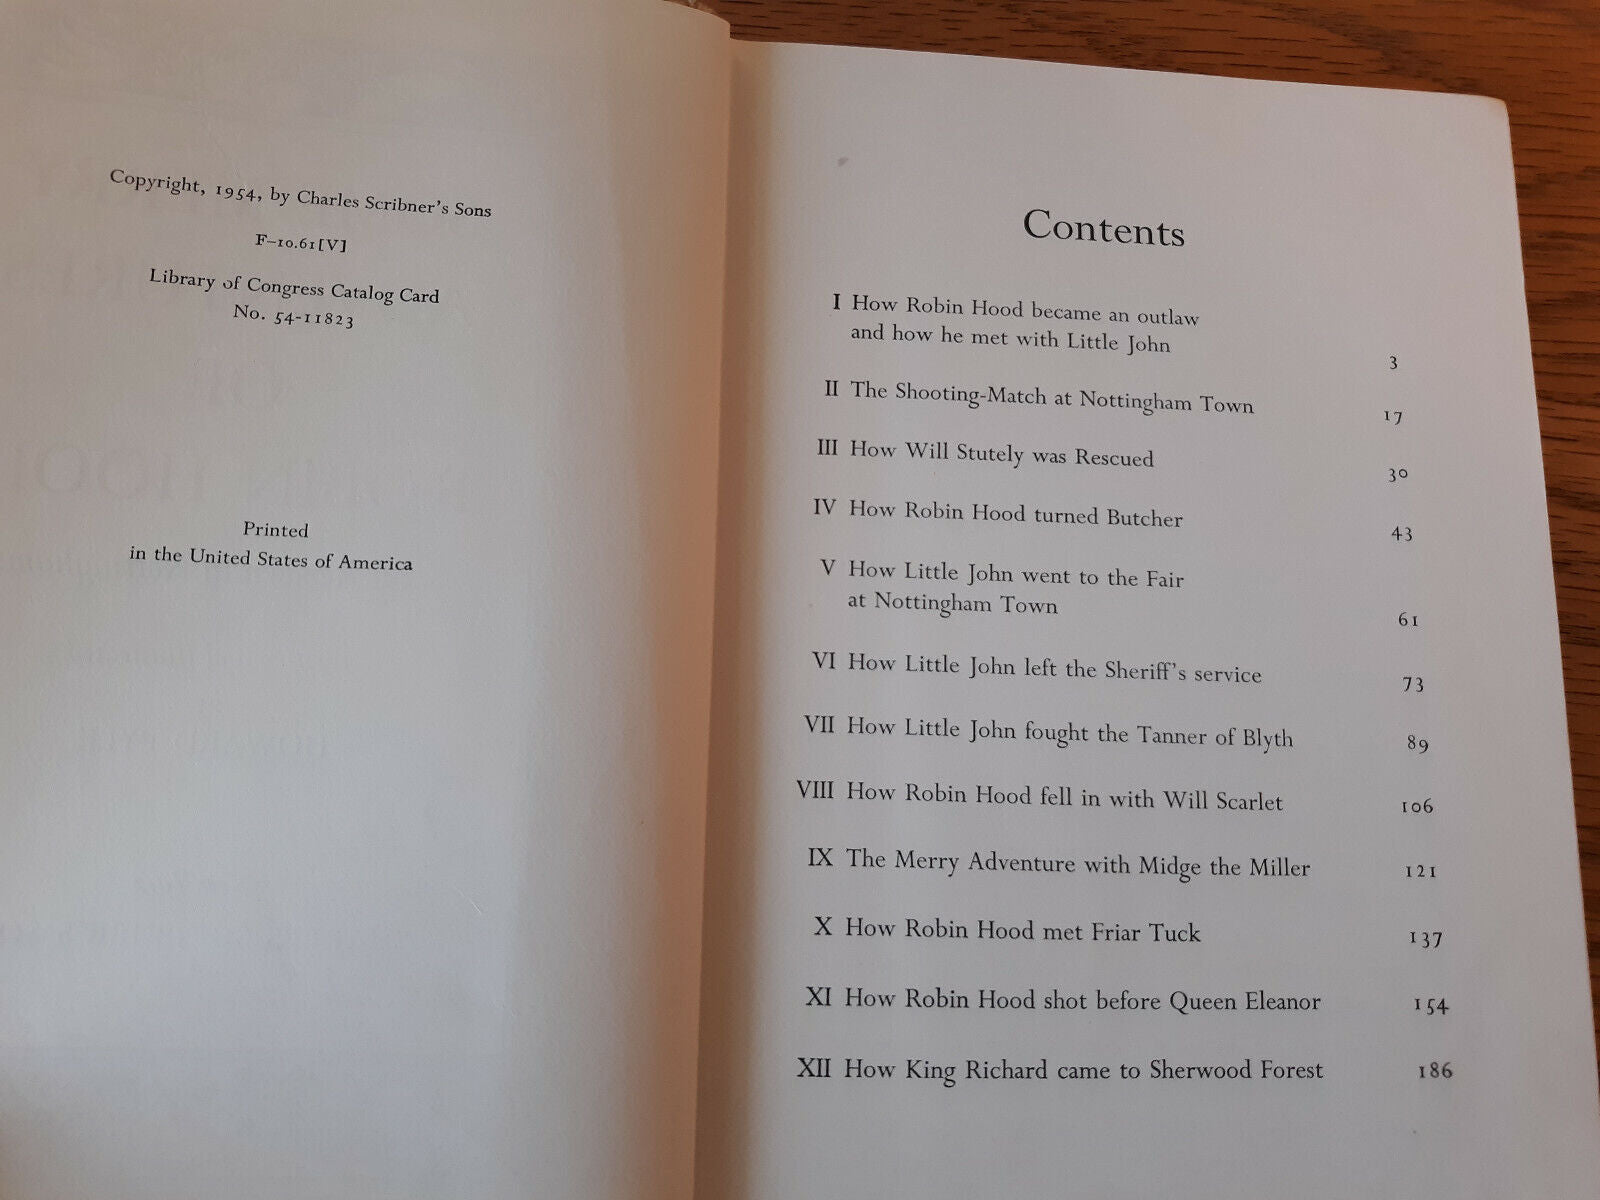 Copyright, 1954, by Charles Scribner's Sons
F–10.61[V]
Library of Congress Catalog Card
No. 54-11823
Printed
in the United States of America
Contents
I How Robin Hood became an outlaw
and how he met with Little John 3
II The Shooting-Match at Nottingham Town 17
III How Will Stutely was Rescued 30
IV How Robin Hood turned Butcher 43
V How Little John went to the Fair
at Nottingham Town 61
VI How Little John left the Sheriff's service 73
VII How Little John fought the Tanner of Blyth 89
VIII How Robin Hood fell in with Will Scarlet 106
IX The Merry Adventure with Midge the Miller 121
X How Robin Hood met Friar Tuck 137
XI How Robin Hood shot before Queen Eleanor 154
XII How King Richard came to Sherwood Forest 186